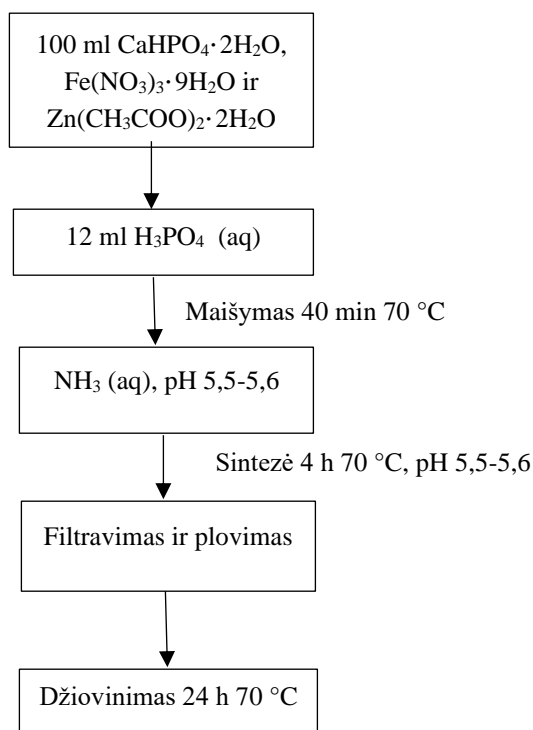 100 ml CaHPO₄·2H₂O,
Fe(NO₃)₃·9H₂O ir
Zn(CH₃COO)₂·2H₂O
12 ml H₃PO₄ (aq)
Maišymas 40 min 70 °C
NH₃ (aq), pH 5,5-5,6
Sintezė 4 h 70 °C, pH 5,5-5,6
Filtravimas ir plovimas
Džiovinimas 24 h 70 °C